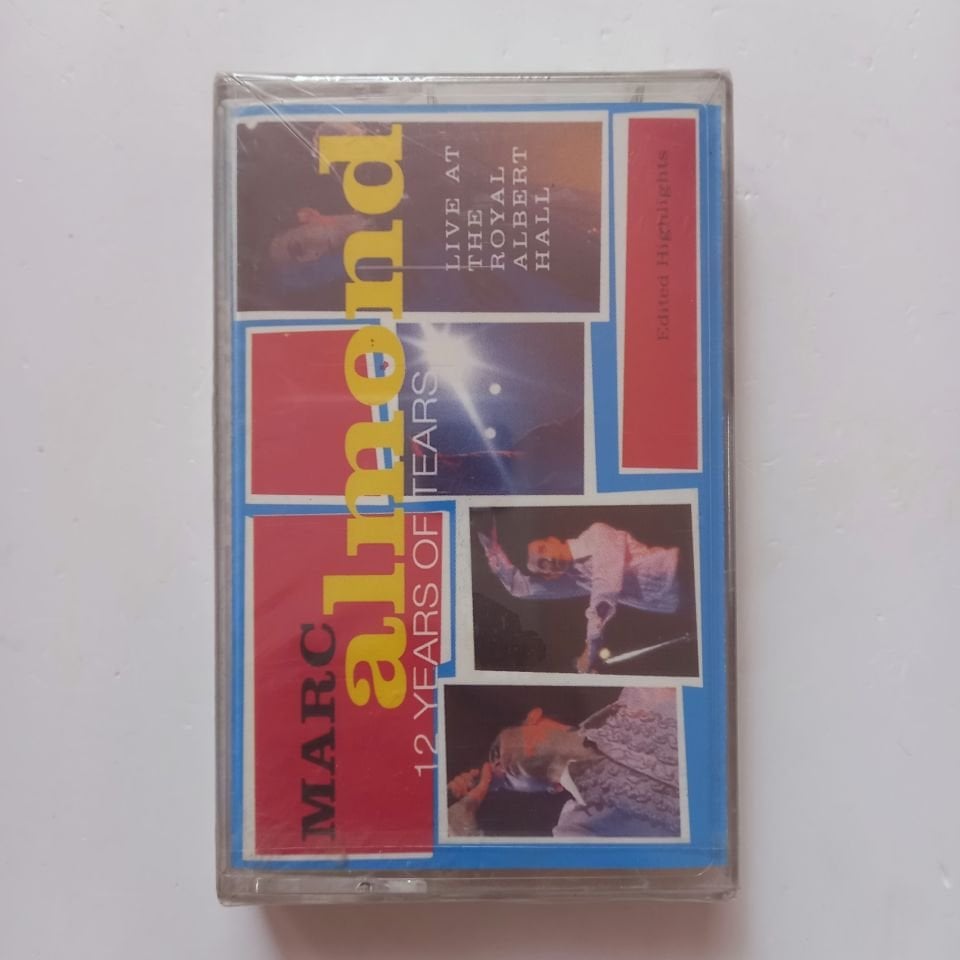 MARC
almond
12 YEARS OF TEARS
LIVE AT
THE
ROYAL
ALBERT
HALL
Edited Highlights